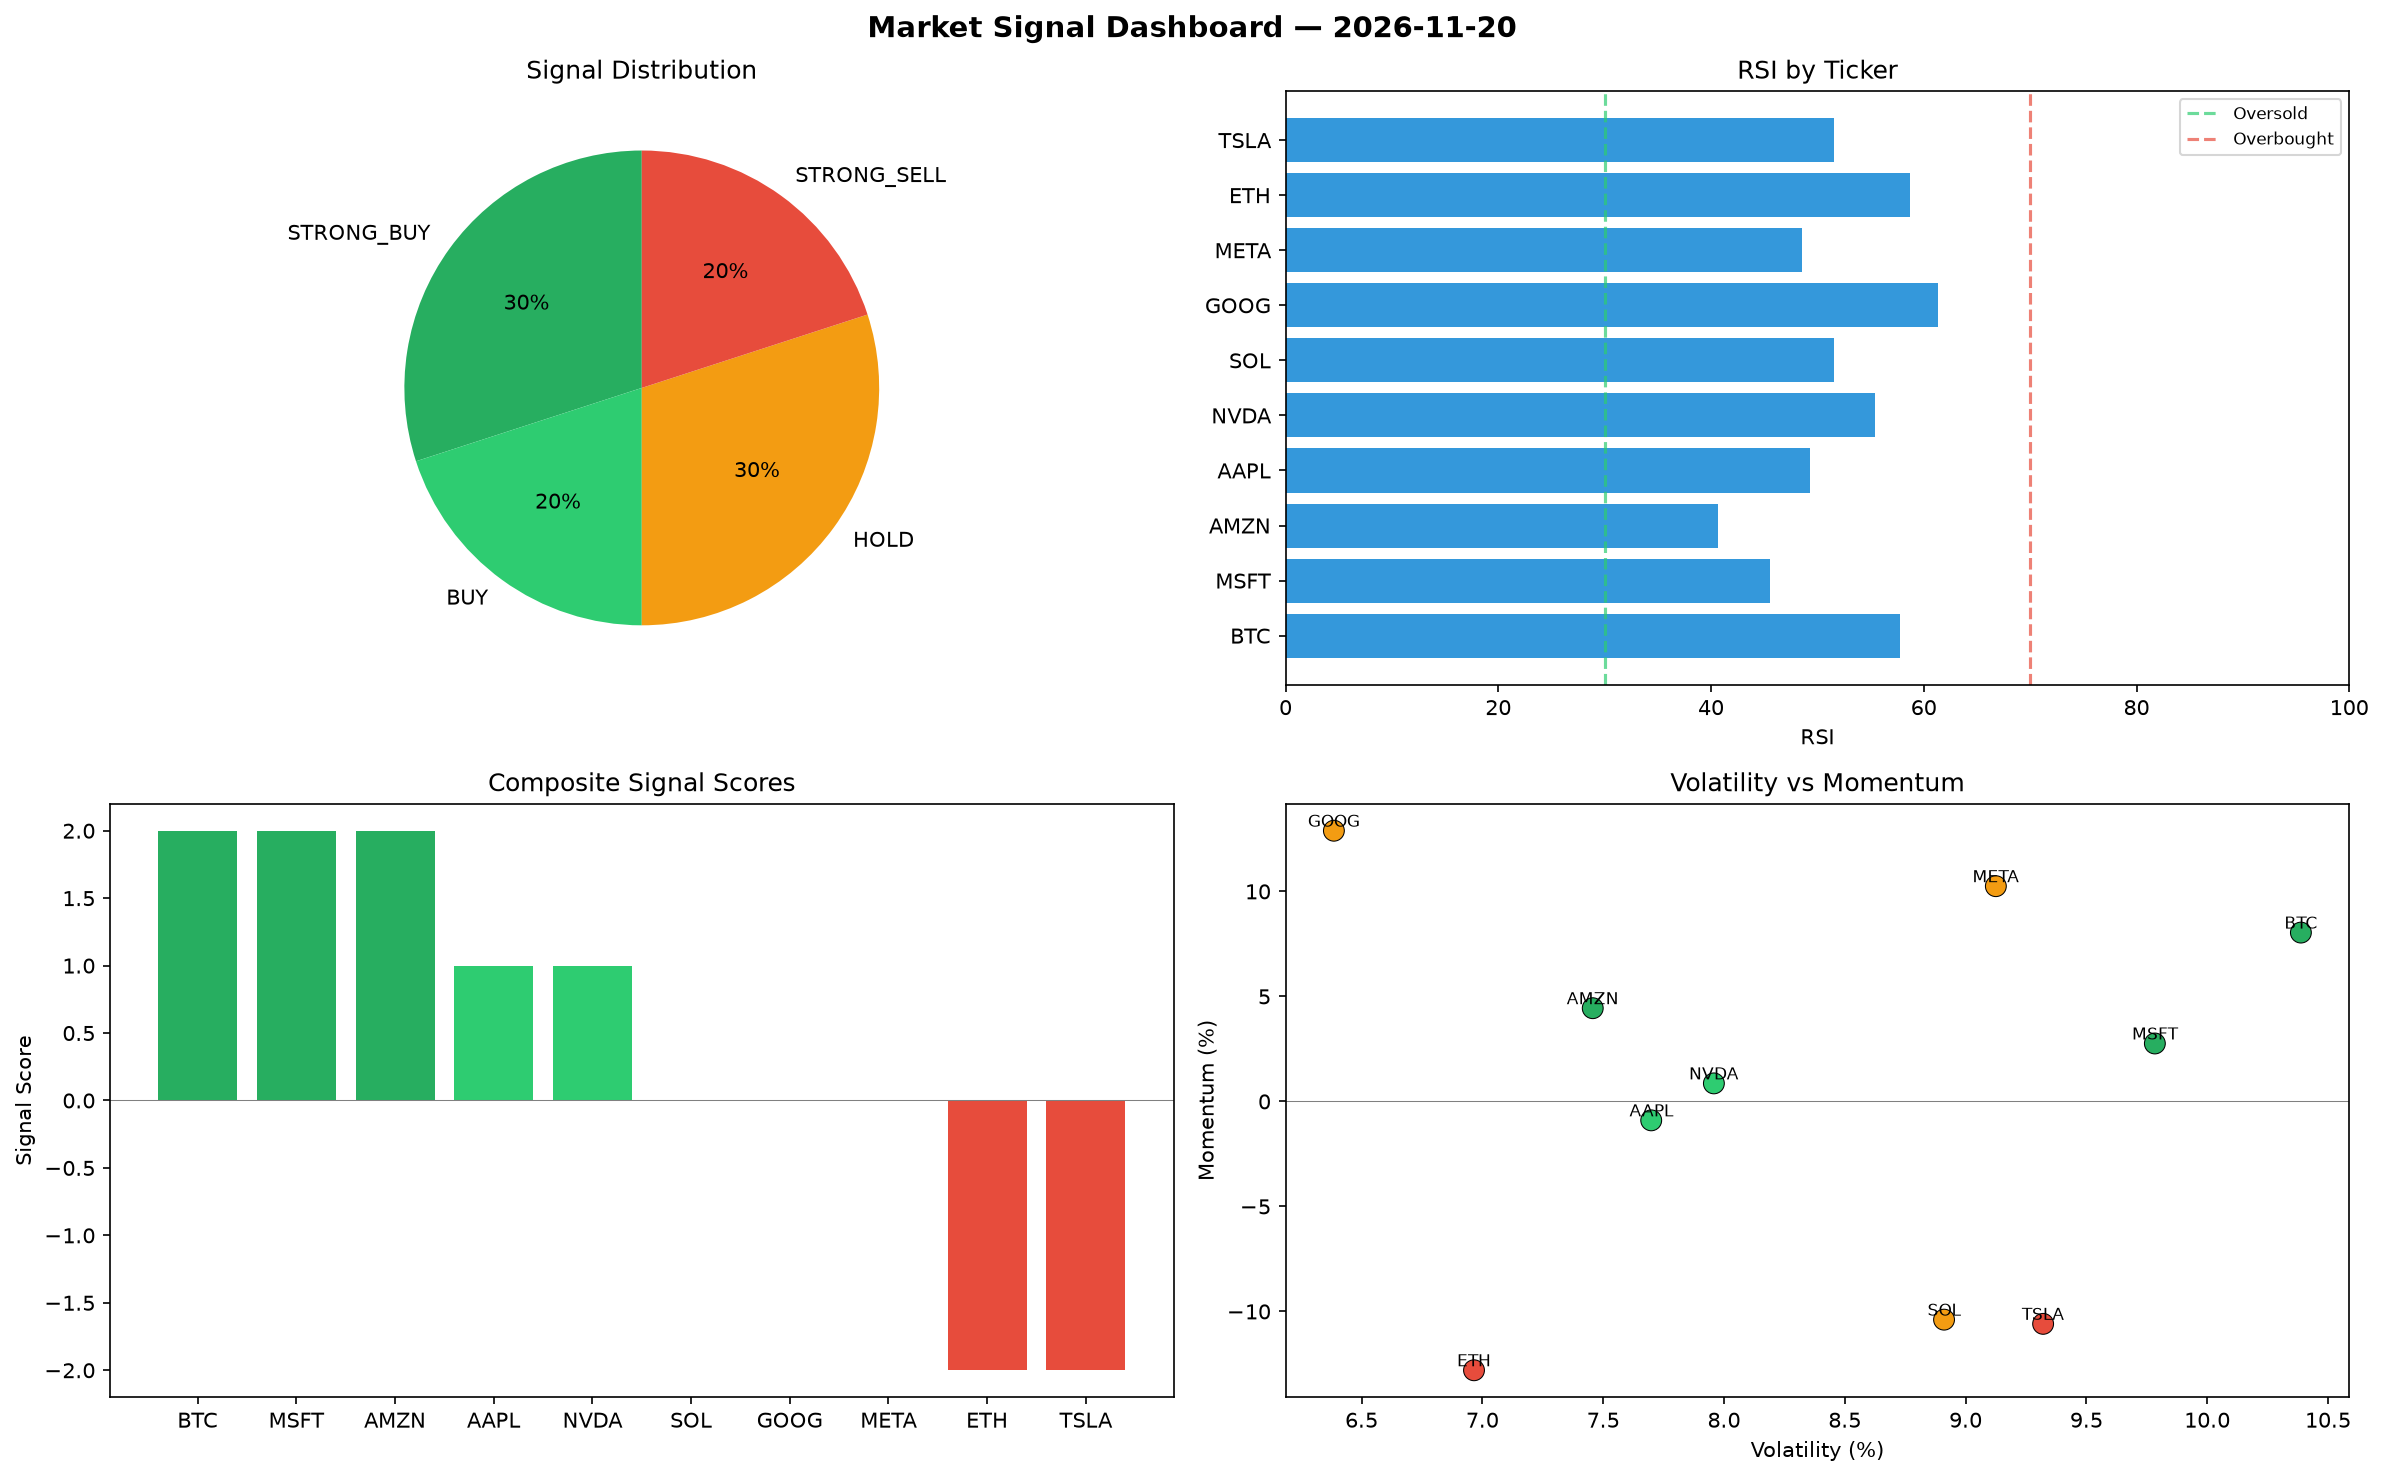 Market Signal Dashboard — 2026-11-20
Signal Distribution
STRONG_SELL
STRONG_BUY
20%
30%
30%
20%
HOLD
BUY
RSI by Ticker
Oversold
Overbought
TSLA
ETH
META
GOOG
SOL
NVDA
AAPL
AMZN
MSFT
BTC
0 20 40 60 80 100
RSI
Composite Signal Scores
Signal Score
2.0
1.5
1.0
0.5
0.0
−0.5
−1.0
−1.5
−2.0
BTC MSFT AMZN AAPL NVDA SOL GOOG META ETH TSLA
Volatility vs Momentum
Momentum (%)
10
5
0
−5
−10
GOOG
META
BTC
AMZN
MSFT
NVDA
AAPL
SOL
TSLA
ETH
6.5 7.0 7.5 8.0 8.5 9.0 9.5 10.0 10.5
Volatility (%)